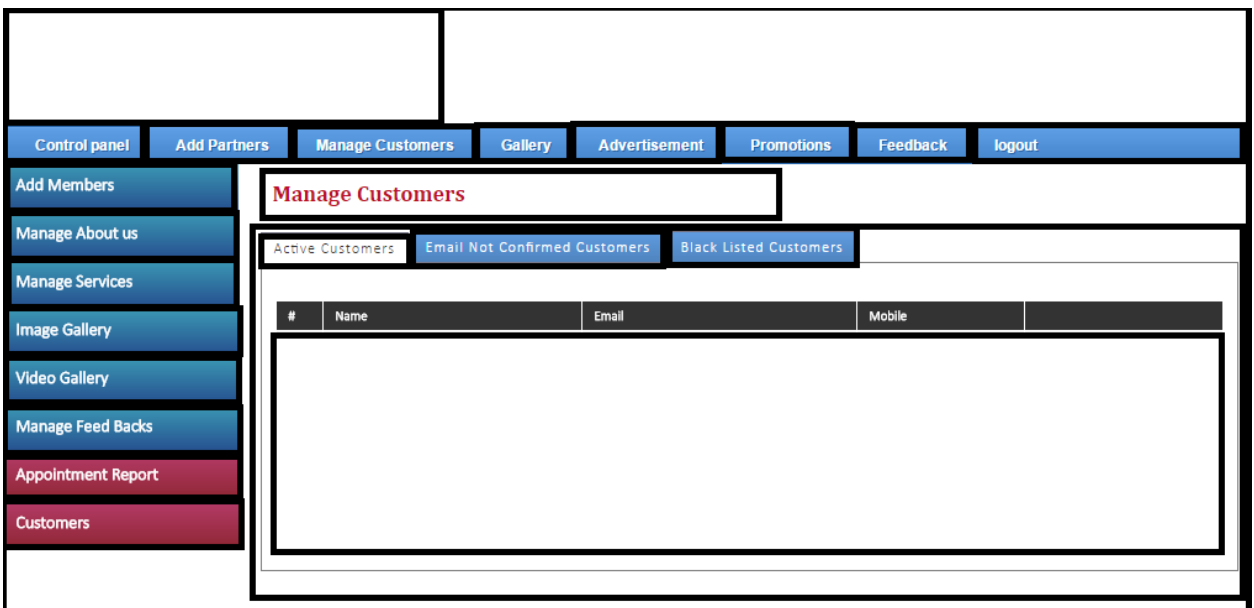 Control panel Add Partners Manage Customers Gallery Advertisement Promotions Feedback logout
Add Members
Manage About us
Manage Services
Image Gallery
Video Gallery
Manage Feed Backs
Appointment Report
Customers
Manage Customers
Active Customers Email Not Confirmed Customers Black Listed Customers
# Name Email Mobile